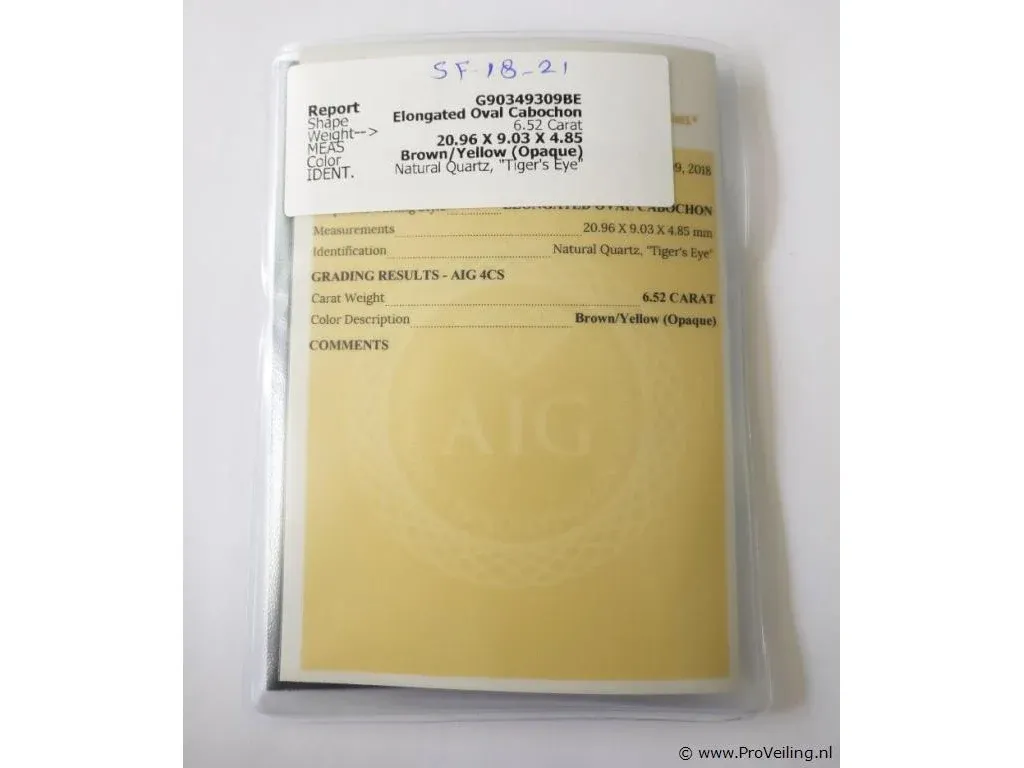 SF-18-21
Report G90349309BE
Shape Elongated Oval Cabochon
Weight--> 6.52 Carat
MEAS 20.96 X 9.03 X 4.85
Color Brown/Yellow (Opaque)
IDENT. Natural Quartz, "Tiger's Eye"
09, 2018
ELONGATED OVAL CABOCHON
Measurements 20.96 X 9.03 X 4.85 mm
Identification Natural Quartz, "Tiger's Eye"
GRADING RESULTS - AIG 4CS
Carat Weight 6.52 CARAT
Color Description Brown/Yellow (Opaque)
COMMENTS
AIG
© www.ProVeiling.nl